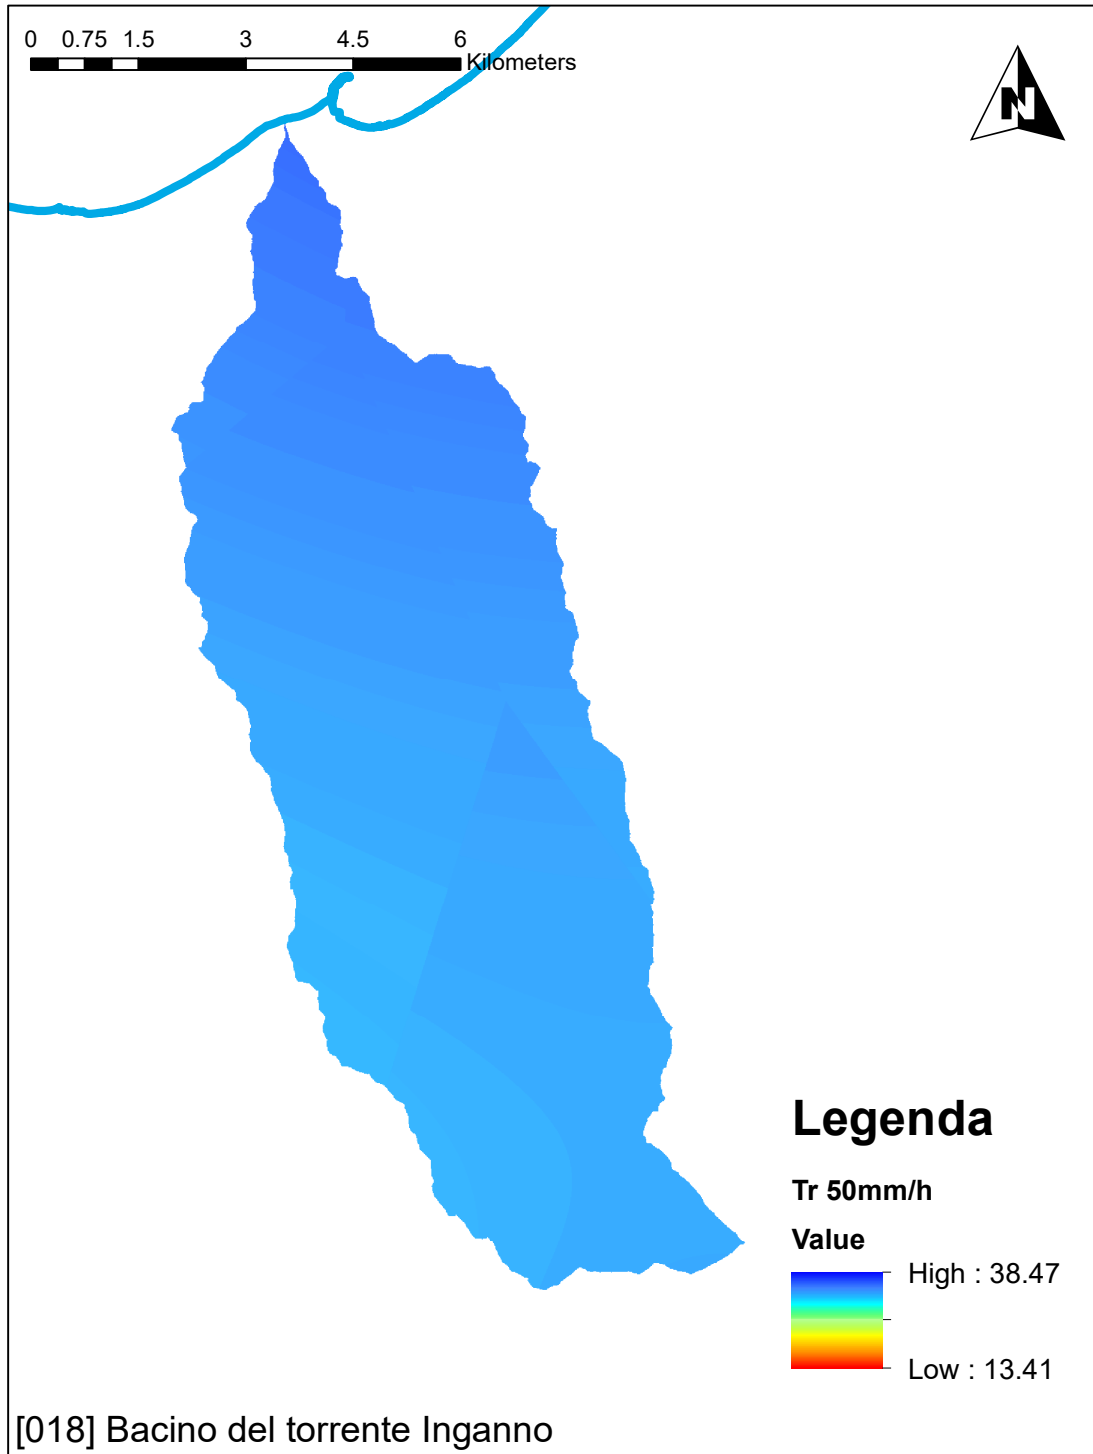 0 0.75 1.5 3 4.5 6
Kilometers
N
Legenda
Tr 50mm/h
Value
High : 38.47
Low : 13.41
[018] Bacino del torrente Inganno